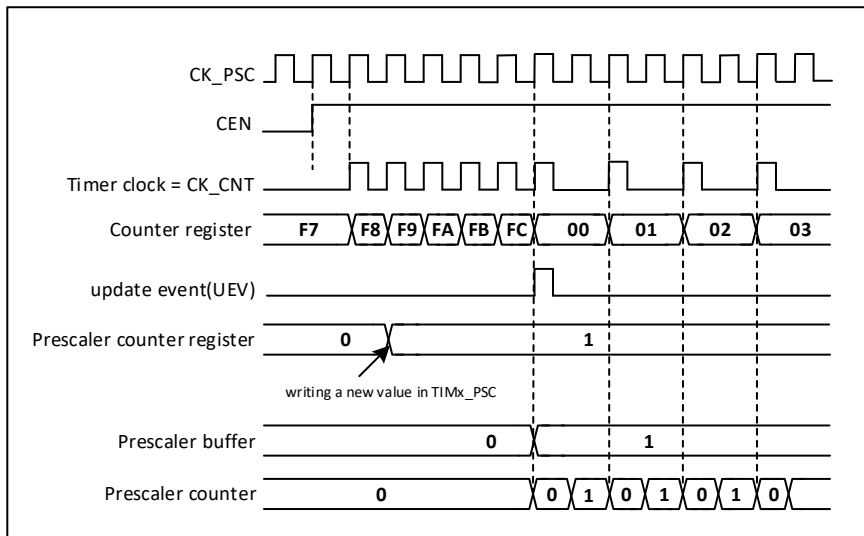 CK_PSC
CEN
Timer clock = CK_CNT
Counter register F7 F8 F9 FA FB FC 00 01 02 03
update event(UEV)
Prescaler counter register 0 1
writing a new value in TIMx_PSC
Prescaler buffer 0 1
Prescaler counter 0 0 1 0 1 0 1 0